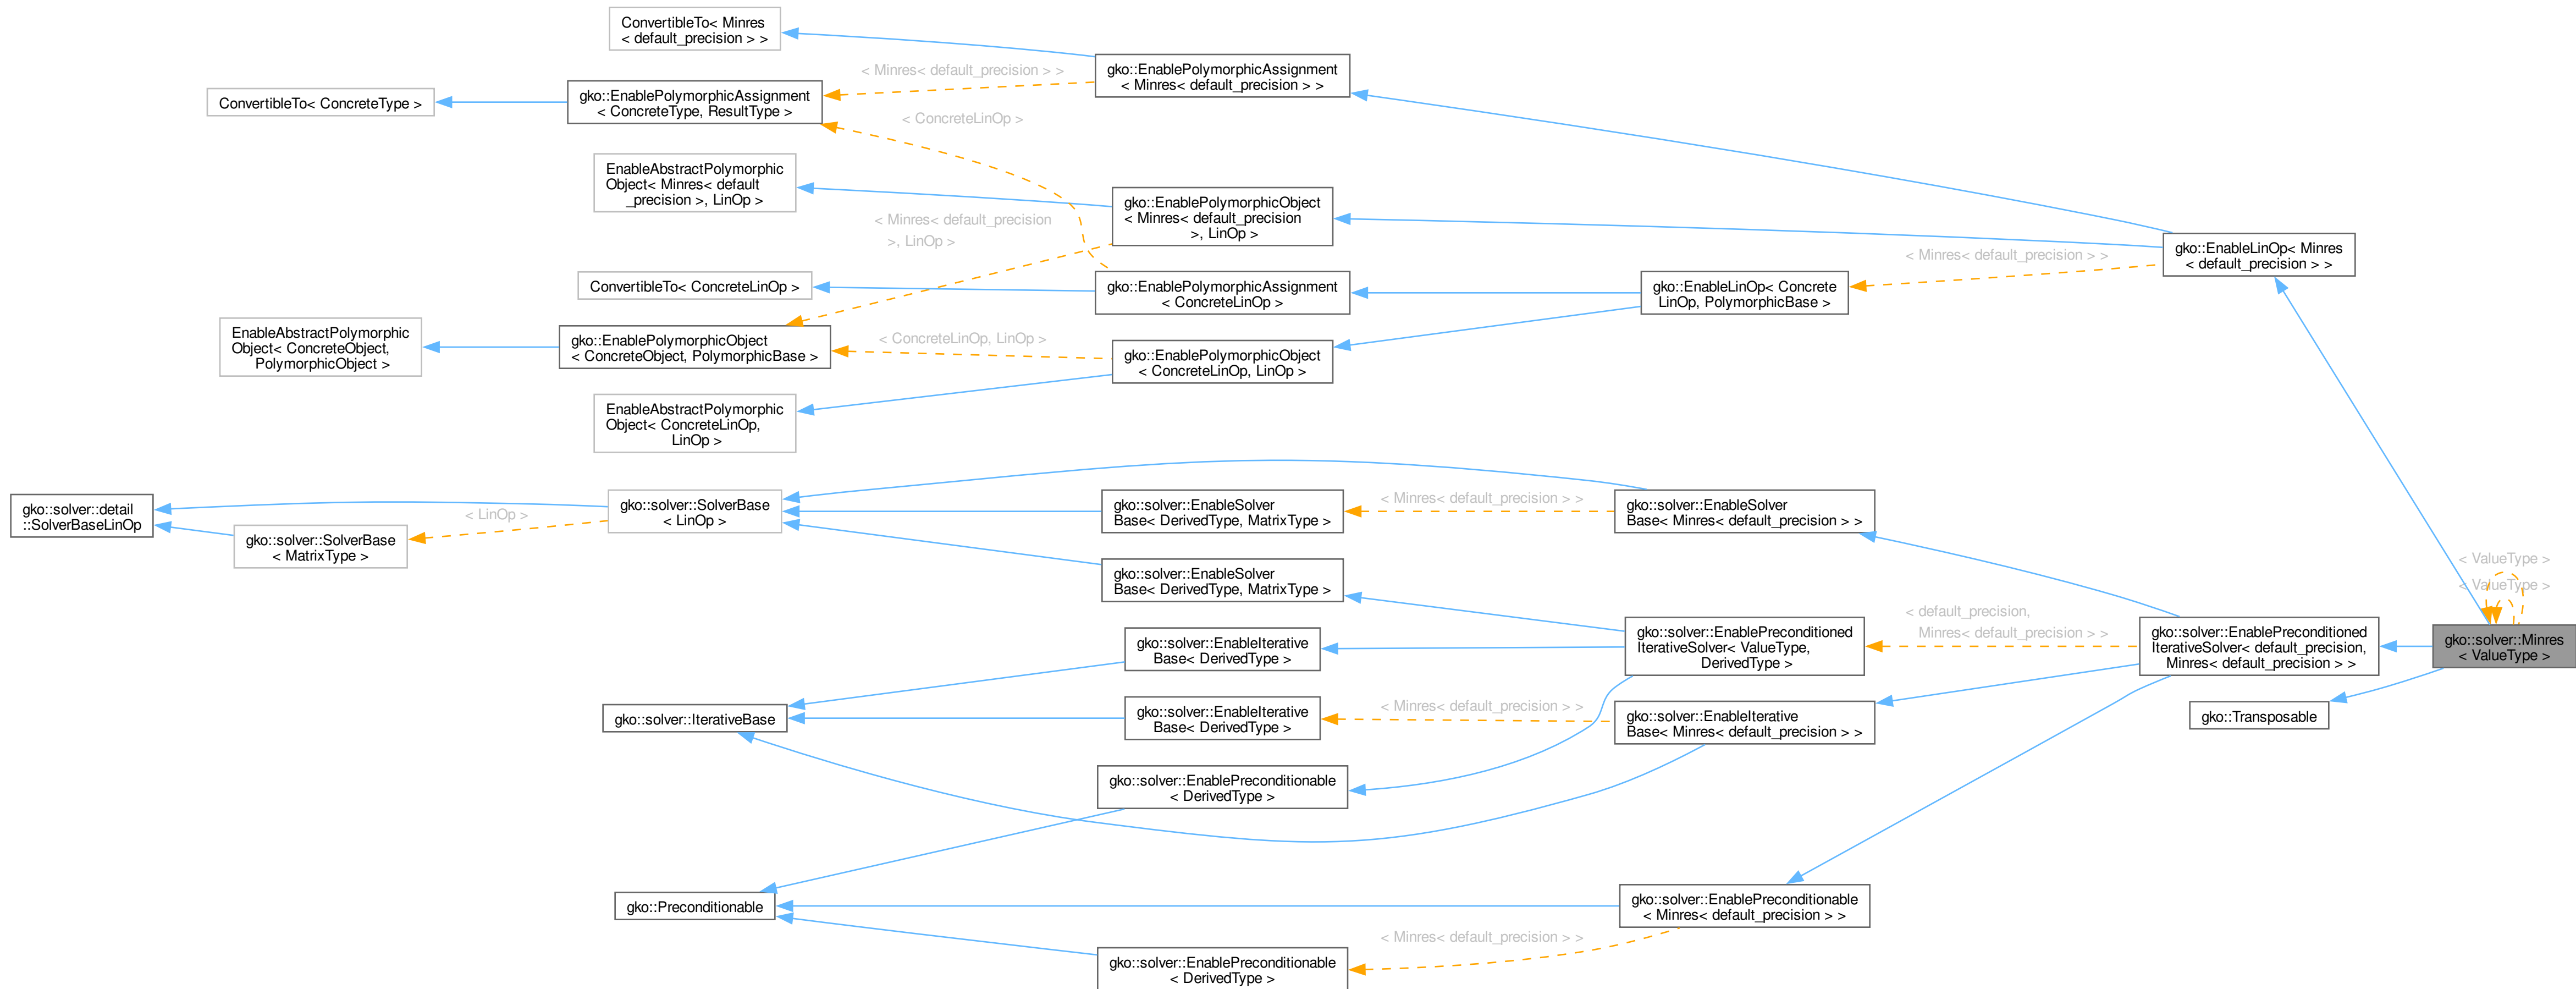 ConvertibleTo< Minres
< default_precision > >
gko::EnablePolymorphicAssignment
< Minres< default_precision > >
< Minres< default_precision > >
ConvertibleTo< ConcreteType >
gko::EnablePolymorphicAssignment
< ConcreteType, ResultType >
< ConcreteLinOp >
EnableAbstractPolymorphic
Object< Minres< default
_precision >, LinOp >
gko::EnablePolymorphicObject
< Minres< default_precision
>, LinOp >
< Minres< default_precision
>, LinOp >
gko::EnableLinOp< Minres
< default_precision > >
< Minres< default_precision > >
ConvertibleTo< ConcreteLinOp >
gko::EnablePolymorphicAssignment
< ConcreteLinOp >
gko::EnableLinOp< Concrete
LinOp, PolymorphicBase >
EnableAbstractPolymorphic
Object< ConcreteObject,
PolymorphicObject >
gko::EnablePolymorphicObject
< ConcreteObject, PolymorphicBase >
< ConcreteLinOp, LinOp >
gko::EnablePolymorphicObject
< ConcreteLinOp, LinOp >
EnableAbstractPolymorphic
Object< ConcreteLinOp,
LinOp >
gko::solver::detail
::SolverBaseLinOp
gko::solver::SolverBase
< MatrixType >
< LinOp >
gko::solver::SolverBase
< LinOp >
gko::solver::EnableSolver
Base< DerivedType, MatrixType >
< Minres< default_precision > >
gko::solver::EnableSolver
Base< Minres< default_precision > >
gko::solver::EnableSolver
Base< DerivedType, MatrixType >
< ValueType >
< ValueType >
gko::solver::EnableIterative
Base< DerivedType >
gko::solver::EnablePreconditioned
IterativeSolver< ValueType,
DerivedType >
< default_precision,
Minres< default_precision > >
gko::solver::EnablePreconditioned
IterativeSolver< default_precision,
Minres< default_precision > >
gko::solver::Minres
< ValueType >
gko::solver::IterativeBase
gko::solver::EnableIterative
Base< DerivedType >
< Minres< default_precision > >
gko::solver::EnableIterative
Base< Minres< default_precision > >
gko::Transposable
gko::solver::EnablePreconditionable
< DerivedType >
gko::Preconditionable
gko::solver::EnablePreconditionable
< Minres< default_precision > >
< Minres< default_precision > >
gko::solver::EnablePreconditionable
< DerivedType >